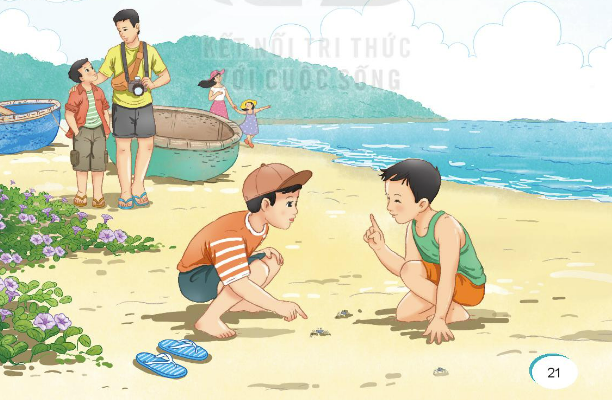 KẾT NỐI TRI THỨC
VỚI CUỘC SỐNG
21